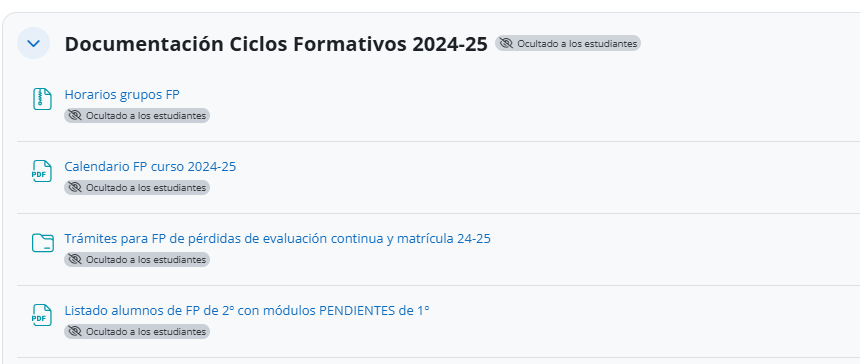 Documentación Ciclos Formativos 2024-25 Ocultado a los estudiantes
Horarios grupos FP
Ocultado a los estudiantes
PDF Calendario FP curso 2024-25
Ocultado a los estudiantes
Trámites para FP de pérdidas de evaluación continua y matrícula 24-25
Ocultado a los estudiantes
PDF Listado alumnos de FP de 2º con módulos PENDIENTES de 1º
Ocultado a los estudiantes